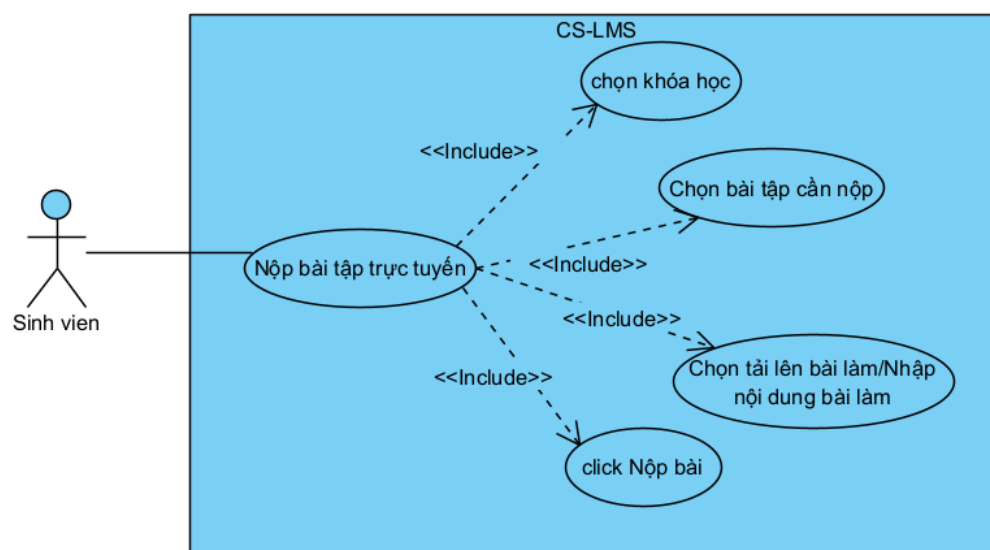 CS-LMS
chọn khóa học
<<Include>>
Chọn bài tập cần nộp
<<Include>>
Nộp bài tập trực tuyến
<<Include>>
Sinh vien
Chọn tải lên bài làm/Nhập
nội dung bài làm
<<Include>>
click Nộp bài